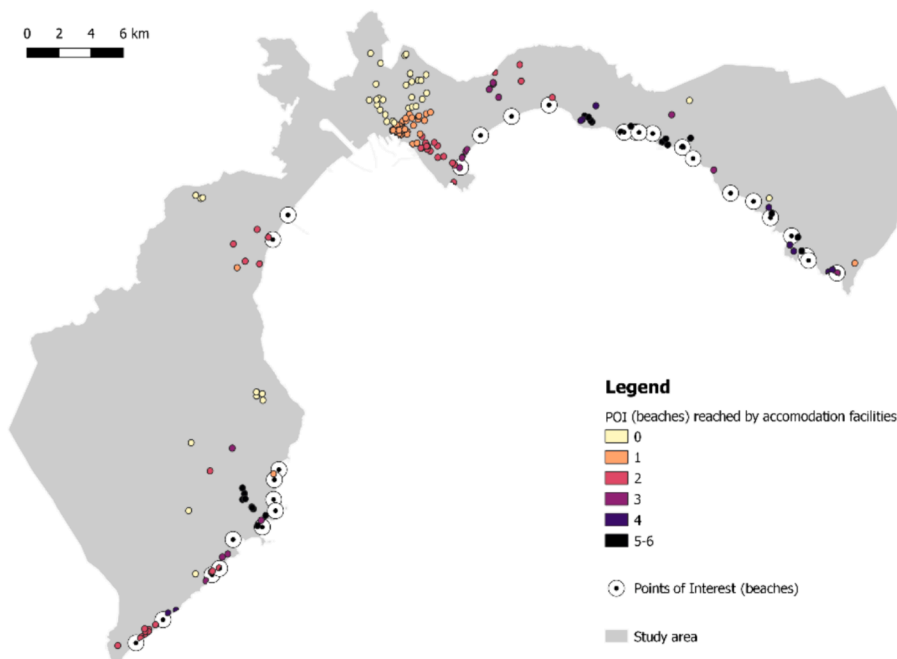 0 2 4 6 km
Legend
POI (beaches) reached by accomodation facilities
0
1
2
3
4
5-6
Points of Interest (beaches)
Study area